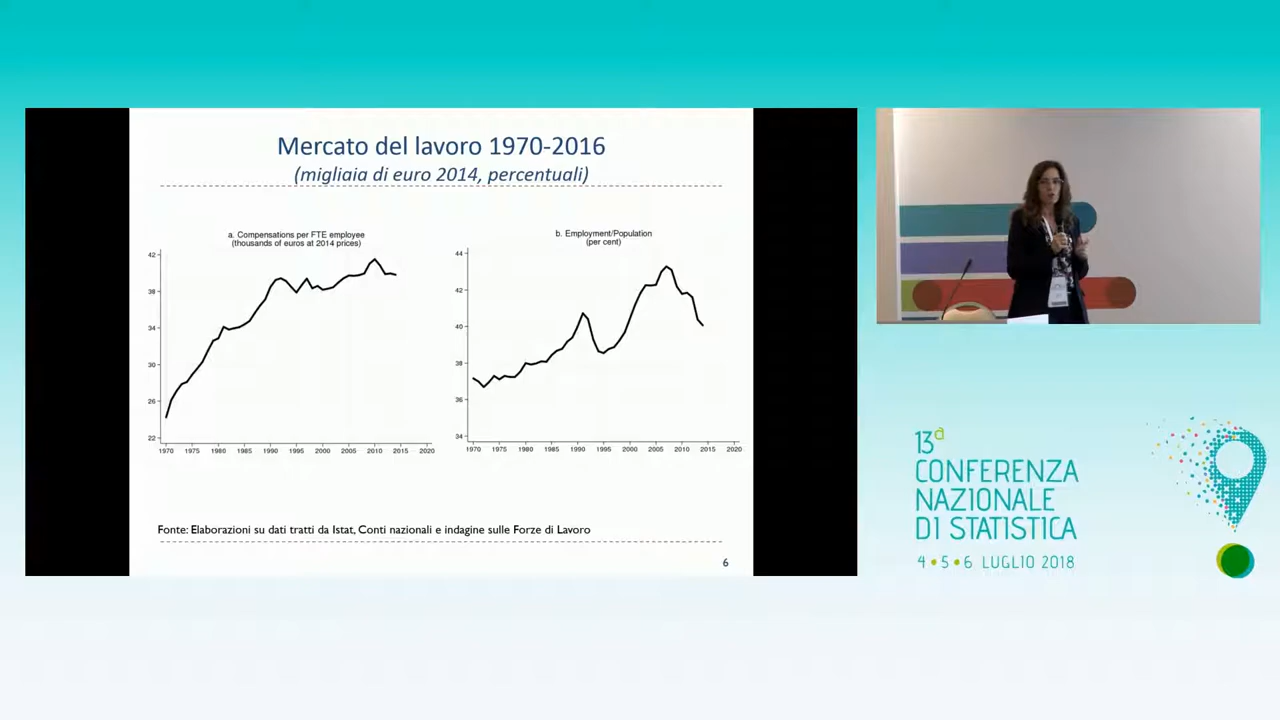 Mercato del lavoro 1970-2016
(migliaia di euro 2014, percentuali)
a. Compensations per FTE employee
(thousands of euros at 2014 prices)
42
38
34
30
26
22
1970 1975 1980 1985 1990 1995 2000 2005 2010 2015 2020
b. Employment/Population
(per cent)
44
42
40
38
36
34
1970 1975 1980 1985 1990 1995 2000 2005 2010 2015 2020
Fonte: Elaborazioni su dati tratti da Istat, Conti nazionali e indagine sulle Forze di Lavoro
6
13a
CONFERENZA
NAZIONALE
DI STATISTICA
4 • 5 • 6 LUGLIO 2018